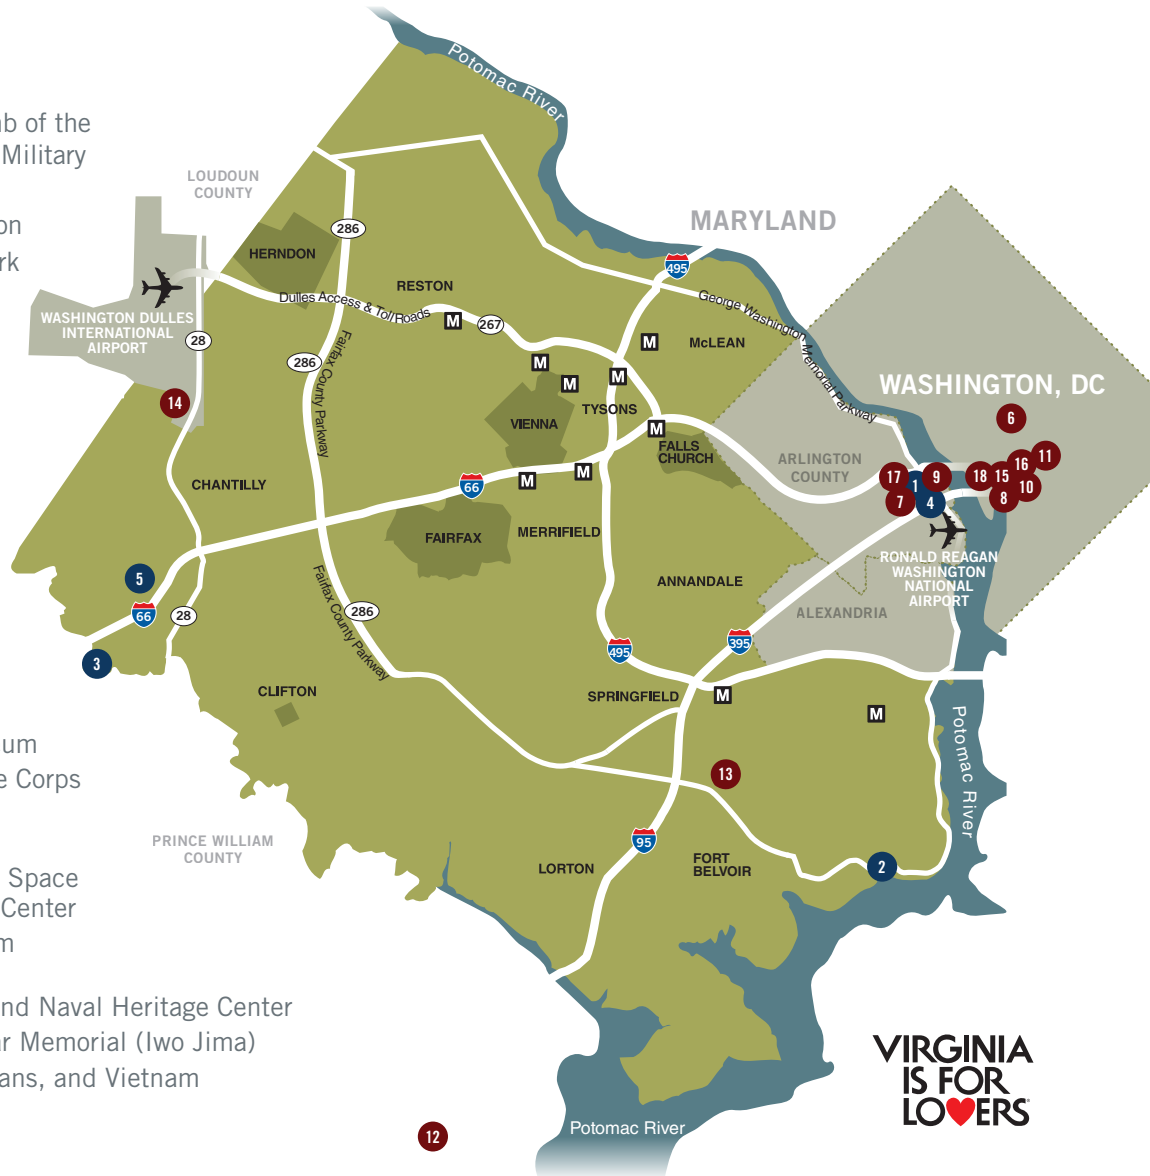 Potomac River
mb of the
Military
LOUDOUN
COUNTY
on
rk
MARYLAND
286
HERNDON
495
RESTON
Dulles Access & Toll/Roads
George Washington Memorial Parkway
WASHINGTON DULLES
INTERNATIONAL
AIRPORT
M
267
28
M
McLEAN
286
Fairfax County Parkway
M
M
M
WASHINGTON, DC
14
TYSONS
6
VIENNA
M
FALLS
CHURCH
ARLINGTON
COUNTY
11
16
17
1
9
18
15
10
CHANTILLY
66
M
M
7
4
8
FAIRFAX
MERRIFIELD
RONALD REAGAN
WASHINGTON
NATIONAL
AIRPORT
5
ANNANDALE
Fairfax County Parkway
66
28
286
ALEXANDRIA
495
395
3
CLIFTON
SPRINGFIELD
M
M
Potomac River
um
e Corps
13
PRINCE WILLIAM
COUNTY
95
LORTON
FORT
BELVOIR
2
Space
Center
m
nd Naval Heritage Center
ar Memorial (Iwo Jima)
ans, and Vietnam
VIRGINIA
IS FOR
LOVERS
12
Potomac River